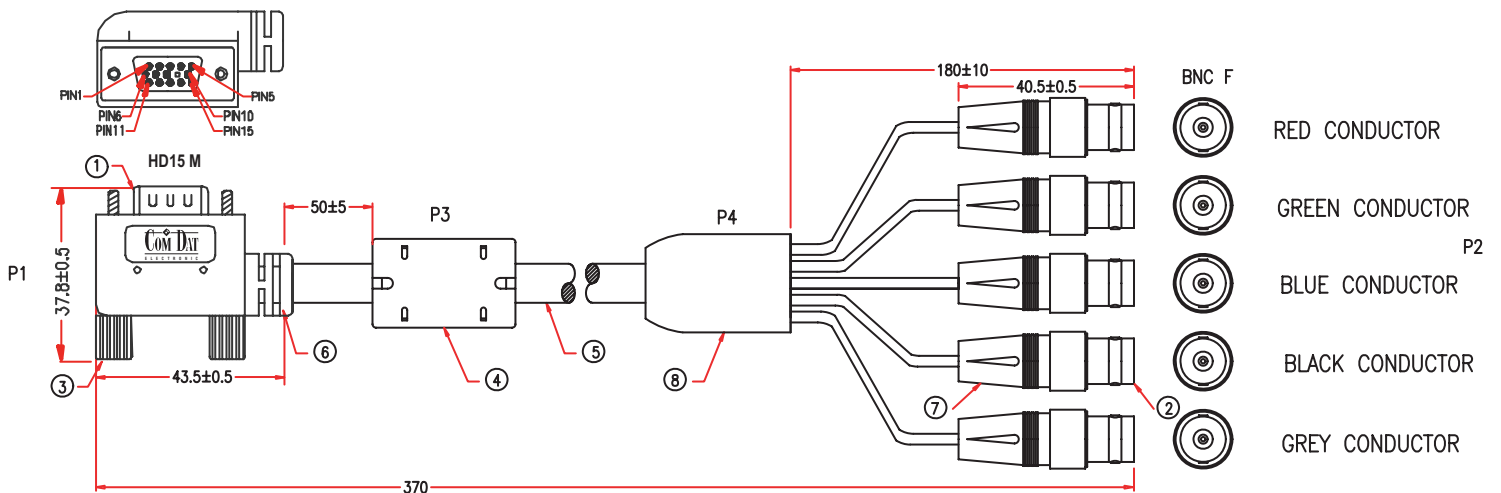 PIN1
PIN5
PIN6
PIN10
PIN11
PIN15
HD15 M
①
180±10
40.5±0.5
BNC F
RED CONDUCTOR
50±5
P3
P4
GREEN CONDUCTOR
COM DAT
ELECTRONIC
P1
37.8±0.5
P2
BLUE CONDUCTOR
⑥
⑤
③
43.5±0.5
④
⑧
BLACK CONDUCTOR
⑦
②
GREY CONDUCTOR
370